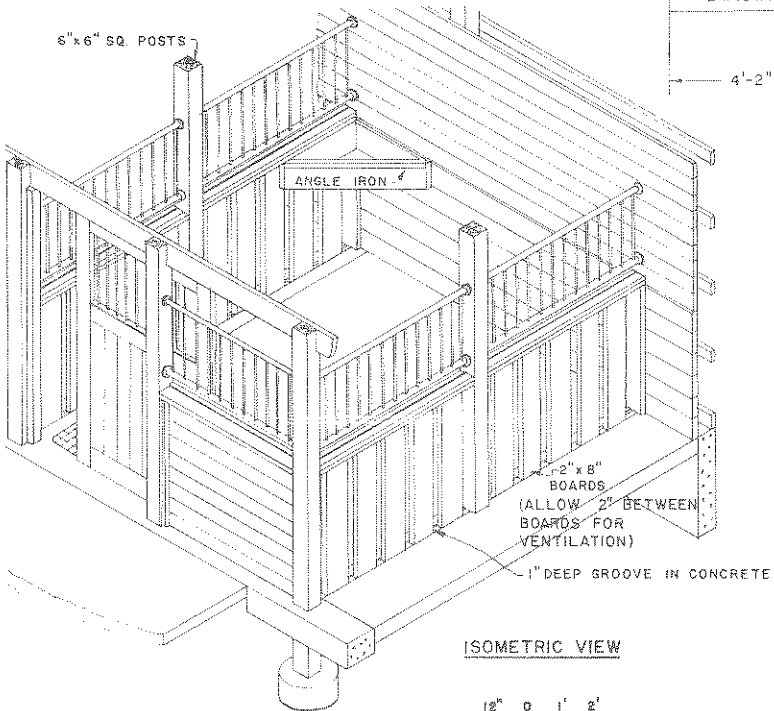 6"x6" SQ. POSTS
4'-2"
ANGLE IRON
2"x 8"
BOARDS
(ALLOW 2" BETWEEN
BOARDS FOR
VENTILATION)
1" DEEP GROOVE IN CONCRETE
ISOMETRIC VIEW
12" 0 1' 2'